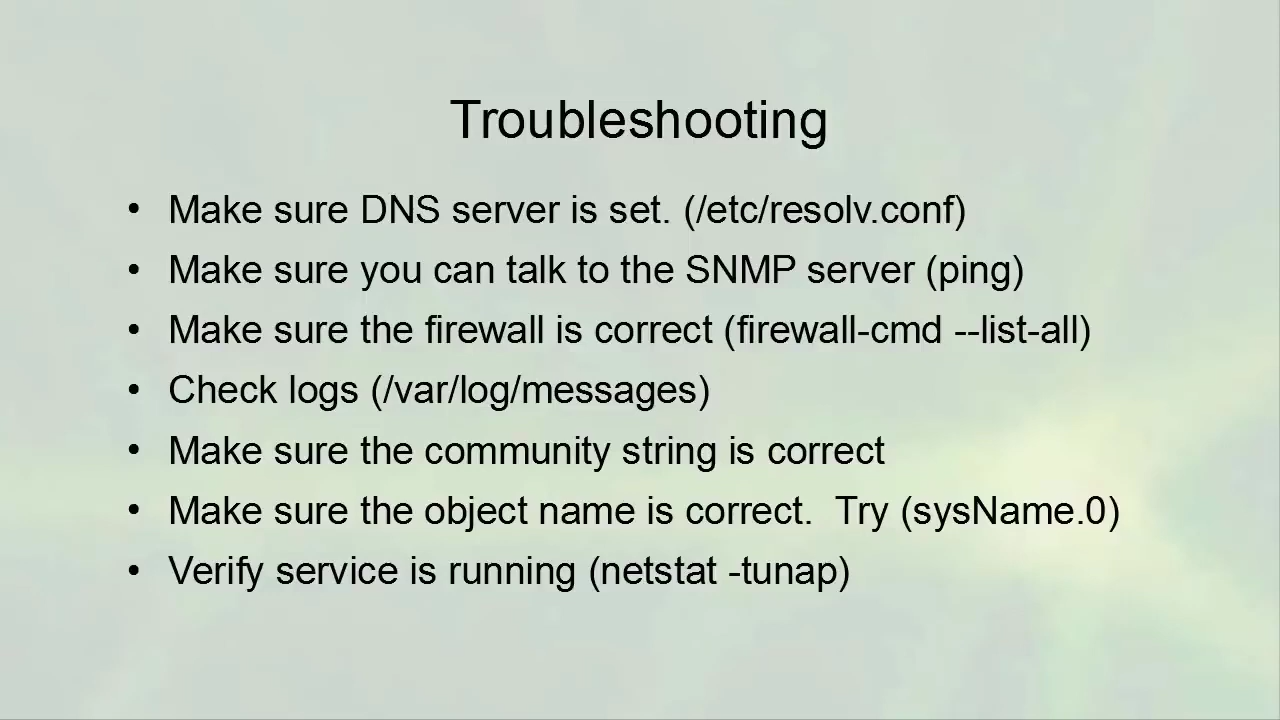 Troubleshooting
• Make sure DNS server is set. (/etc/resolv.conf)
• Make sure you can talk to the SNMP server (ping)
• Make sure the firewall is correct (firewall-cmd --list-all)
• Check logs (/var/log/messages)
• Make sure the community string is correct
• Make sure the object name is correct.  Try (sysName.0)
• Verify service is running (netstat -tunap)